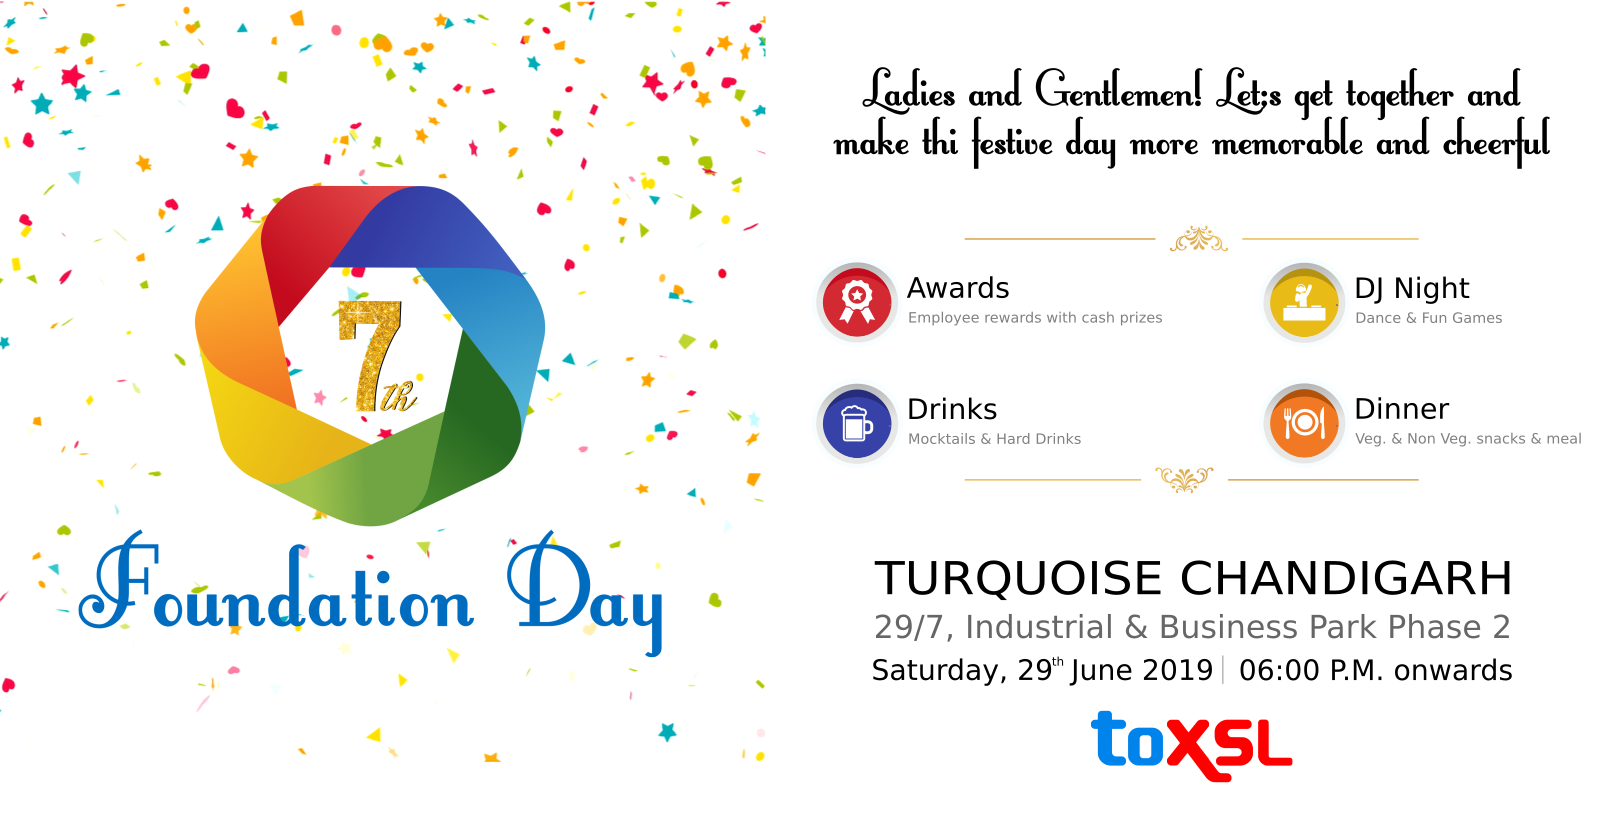 7th
Foundation Day
Ladies and Gentlemen! Let;s get together and
make thi festive day more memorable and cheerful
Awards
Employee rewards with cash prizes
DJ Night
Dance & Fun Games
Drinks
Mocktails & Hard Drinks
Dinner
Veg. & Non Veg. snacks & meal
TURQUOISE CHANDIGARH
29/7, Industrial & Business Park Phase 2
Saturday, 29th June 2019 | 06:00 P.M. onwards
toXSL